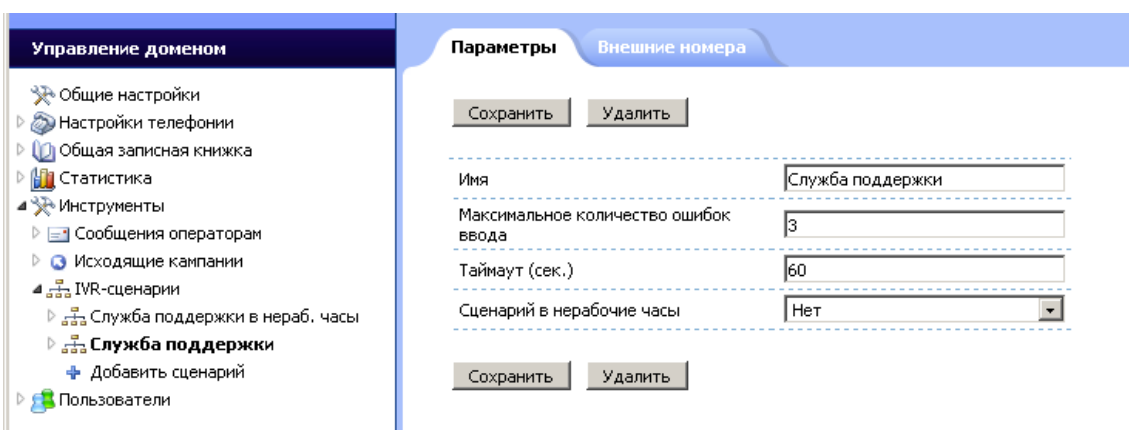 Управление доменом
Общие настройки
Настройки телефонии
Общая записная книжка
Статистика
Инструменты
Сообщения операторам
Исходящие кампании
IVR-сценарии
Служба поддержки в нераб. часы
Служба поддержки
Добавить сценарий
Пользователи
Параметры Внешние номера
Сохранить Удалить
Имя Служба поддержки
Максимальное количество ошибок
ввода 3
Таймаут (сек.) 60
Сценарий в нерабочие часы Нет
Сохранить Удалить